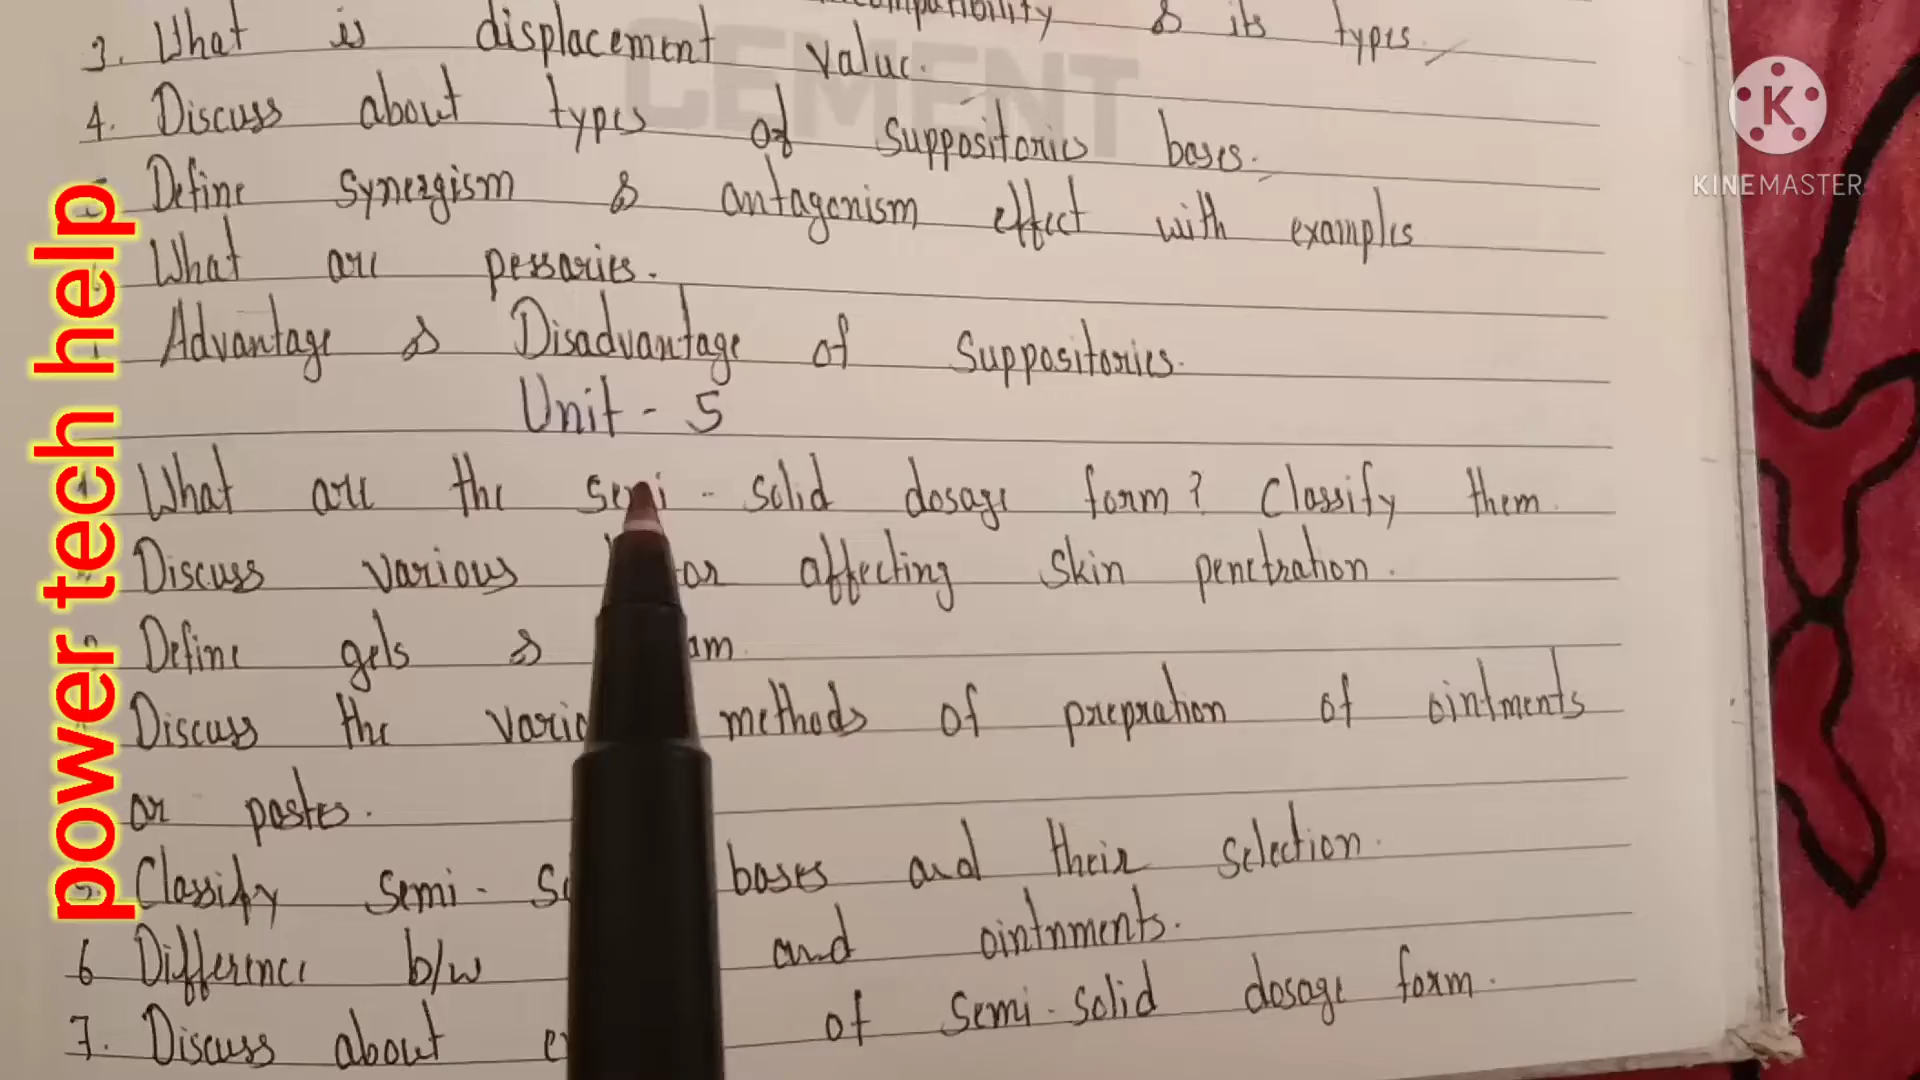 & its types
3. What is displacement value.
4. Discuss about types of suppositories bases.
Define synergism & antagonism effect with examples
What are pessaries.
Advantage & Disadvantage of suppositories.
Unit - 5
What are the semi - solid dosage form? Classify them
Discuss various affecting skin penetration.
Define gels &
Discuss the methods of prepration of ointments
or pastes.
5. Classify semi - bases and their selection.
6 Difference b/w and ointnments.
7. Discuss about of semi-solid dosage form.
power tech help
CEMENT
K
KINEMASTER